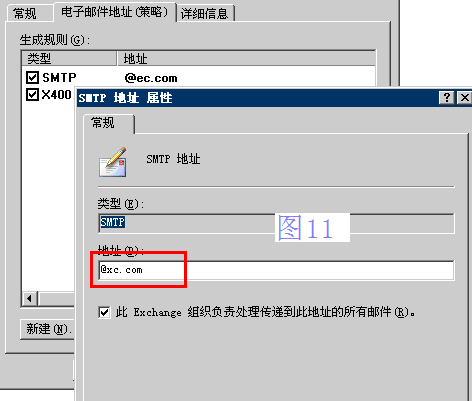 常规 电子邮件地址(策略) 详细信息
生成规则(G):
类型 地址
SMTP @ec.com
X400
SMTP 地址 属性
常规
SMTP 地址
类型(E):
SMTP
图11
地址(D):
@xc.com
此 Exchange 组织负责处理传递到此地址的所有邮件(R)。
新建(N).